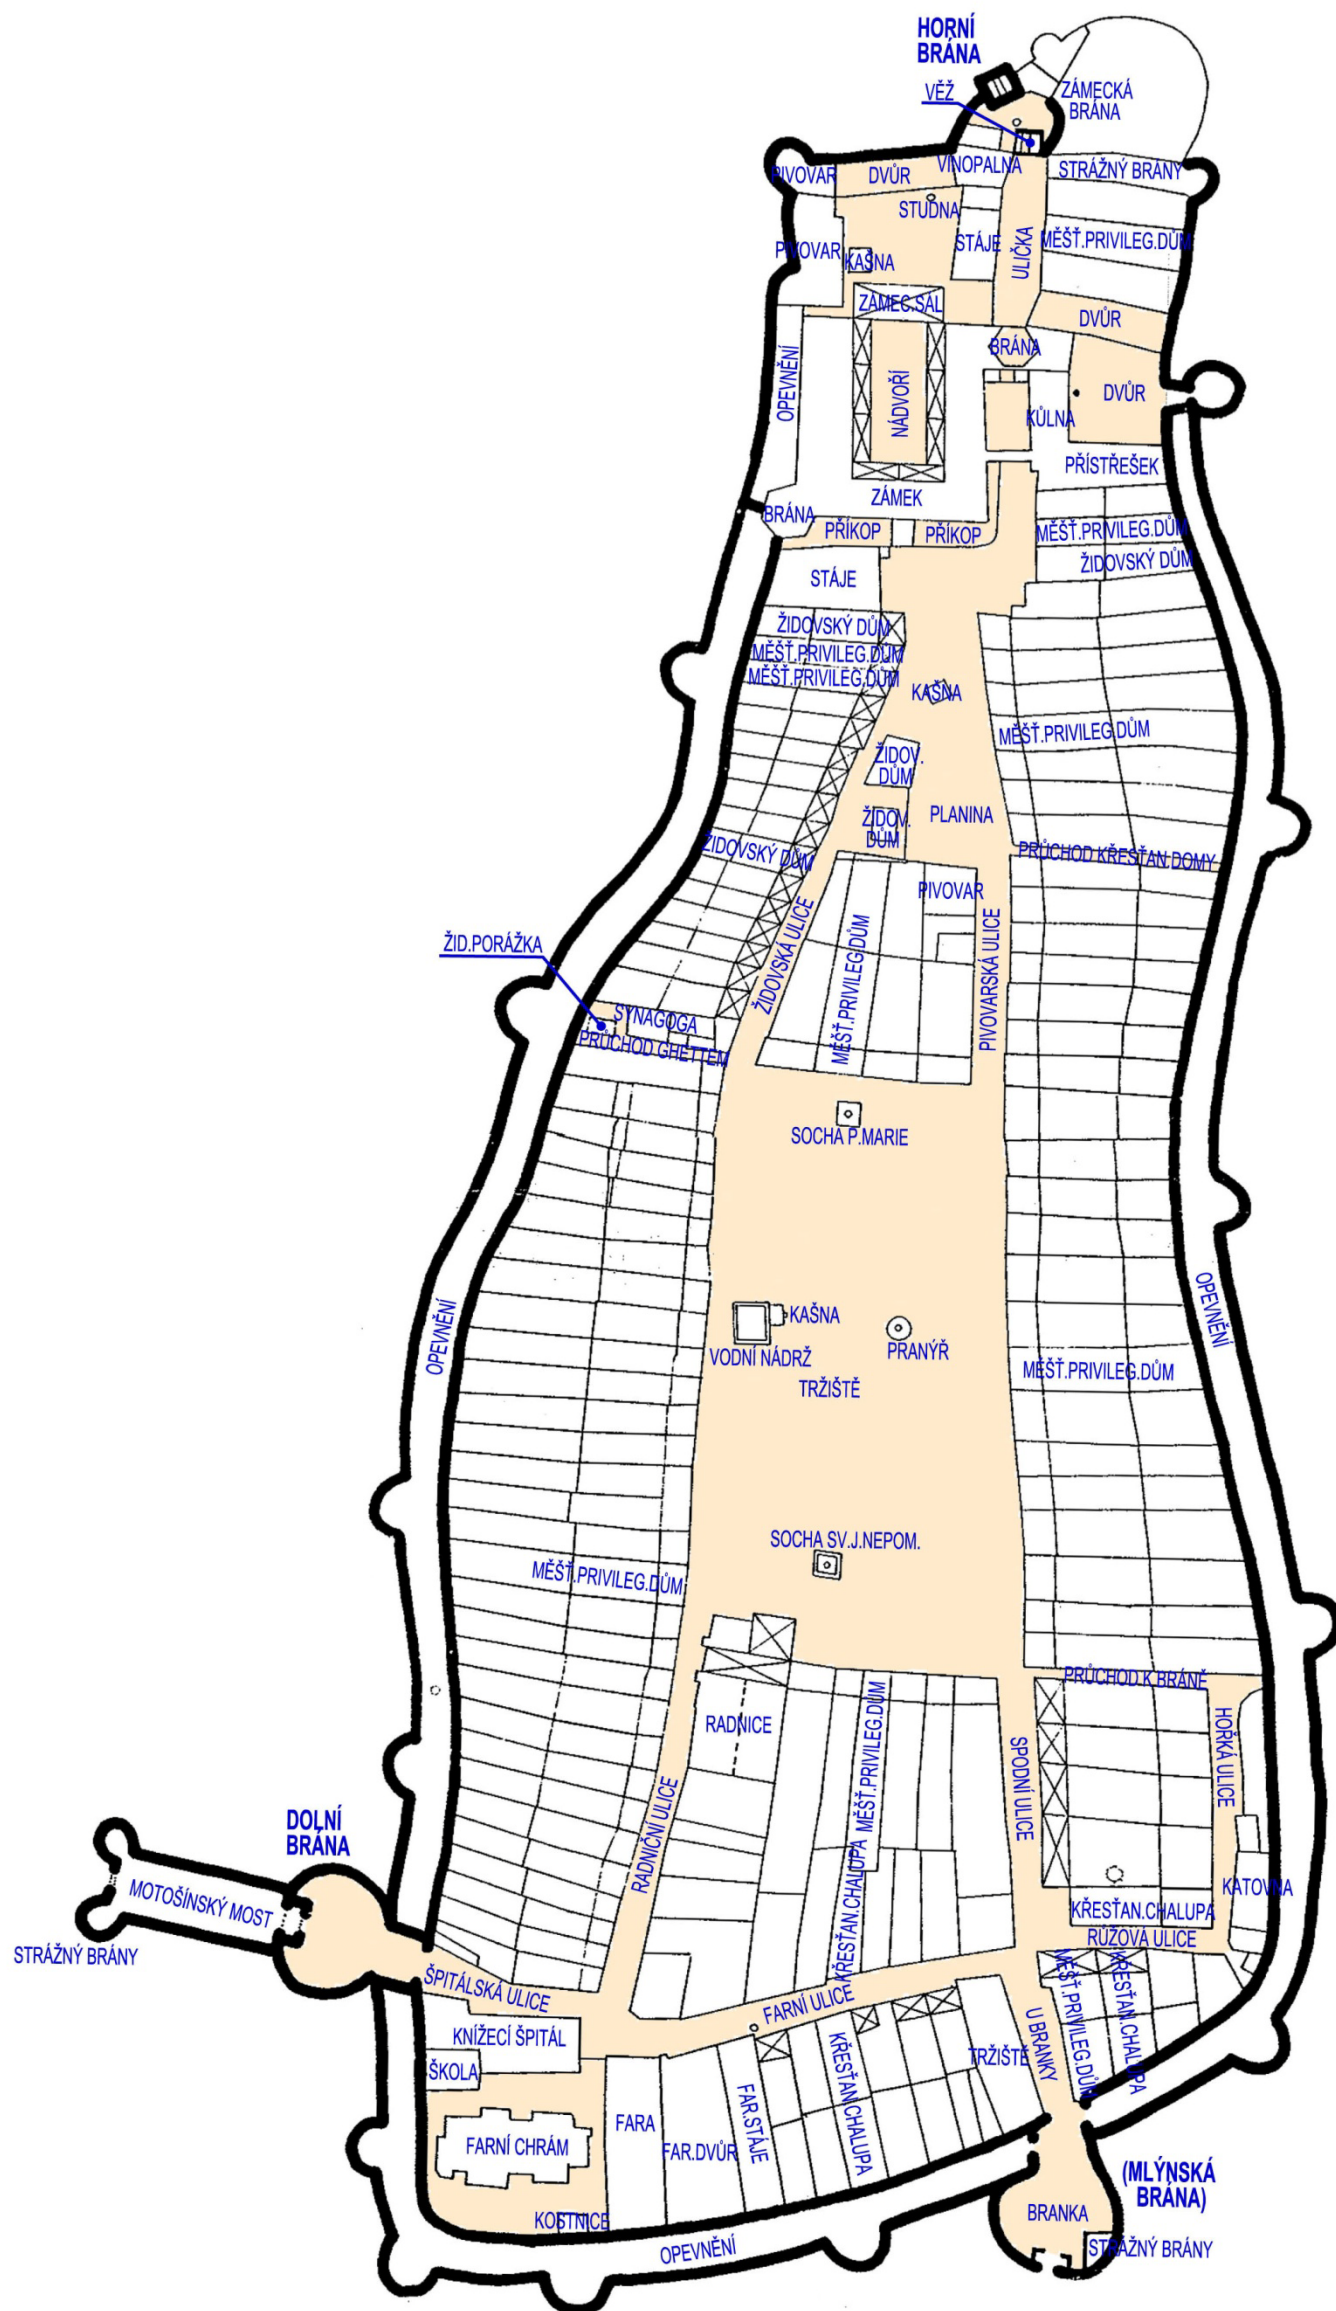 HORNÍ
BRÁNA
VĚŽ
ZÁMECKÁ
BRÁNA
PIVOVAR
DVŮR
VINOPALNA
STRÁŽNÝ BRÁNY
STUDNA
PIVOVAR
KAŠNA
STÁJE
ULIČKA
MĚŠŤ.PRIVILEG.DŮM
ZÁMEC.SÁL
DVŮR
OPEVNĚNÍ
NÁDVOŘÍ
BRÁNA
DVŮR
KŮLNA
PŘÍSTŘEŠEK
ZÁMEK
BRÁNA
PŘÍKOP
PŘÍKOP
MĚŠŤ.PRIVILEG.DŮM
ŽIDOVSKÝ DŮM
STÁJE
ŽIDOVSKÝ DŮM
MĚŠŤ.PRIVILEG.DŮM
MĚŠŤ.PRIVILEG.DŮM
KAŠNA
MĚŠŤ.PRIVILEG.DŮM
ŽIDOV.
DŮM
PLANINA
ŽIDOV.
DŮM
ŽIDOVSKÝ DŮM
PRŮCHOD KŘESŤAN.DOMY
PIVOVAR
ŽIDOVSKÁ ULICE
MĚŠŤ.PRIVILEG.DŮM
PIVOVARSKÁ ULICE
ŽID.PORÁŽKA
SYNAGOGA
PRŮCHOD GHETTEM
SOCHA P.MARIE
OPEVNĚNÍ
OPEVNĚNÍ
KAŠNA
VODNÍ NÁDRŽ
PRANÝŘ
TRŽIŠTĚ
MĚŠŤ.PRIVILEG.DŮM
SOCHA SV.J.NEPOM.
MĚŠŤ.PRIVILEG.DŮM
PRŮCHOD K BRÁNĚ
RADNICE
MĚŠŤ.PRIVILEG.DŮM
SPODNÍ ULICE
HOŘKÁ ULICE
RADNIČNÍ ULICE
KŘESŤAN.CHALUPA
DOLNÍ
BRÁNA
MOTOŠÍNSKÝ MOST
STRÁŽNÝ BRÁNY
KATOVNA
KŘESŤAN.CHALUPA
RŮŽOVÁ ULICE
ŠPITÁLSKÁ ULICE
FARNÍ ULICE
KNÍŽECÍ ŠPITÁL
ŠKOLA
TRŽIŠTĚ
U BRANKY
MĚŠŤ.PRIVILEG.DŮM
KŘESŤAN.CHALUPA
FARNÍ CHRÁM
FARA
FAR.DVŮR
FAR.STÁJE
KŘESŤAN.CHALUPA
KOSTNICE
OPEVNĚNÍ
(MLÝNSKÁ
BRÁNA)
BRANKA
STRÁŽNÝ BRÁNY